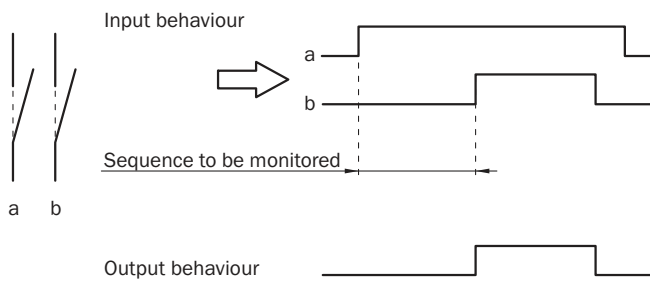 Input behaviour
a
b
Sequence to be monitored
a b
Output behaviour